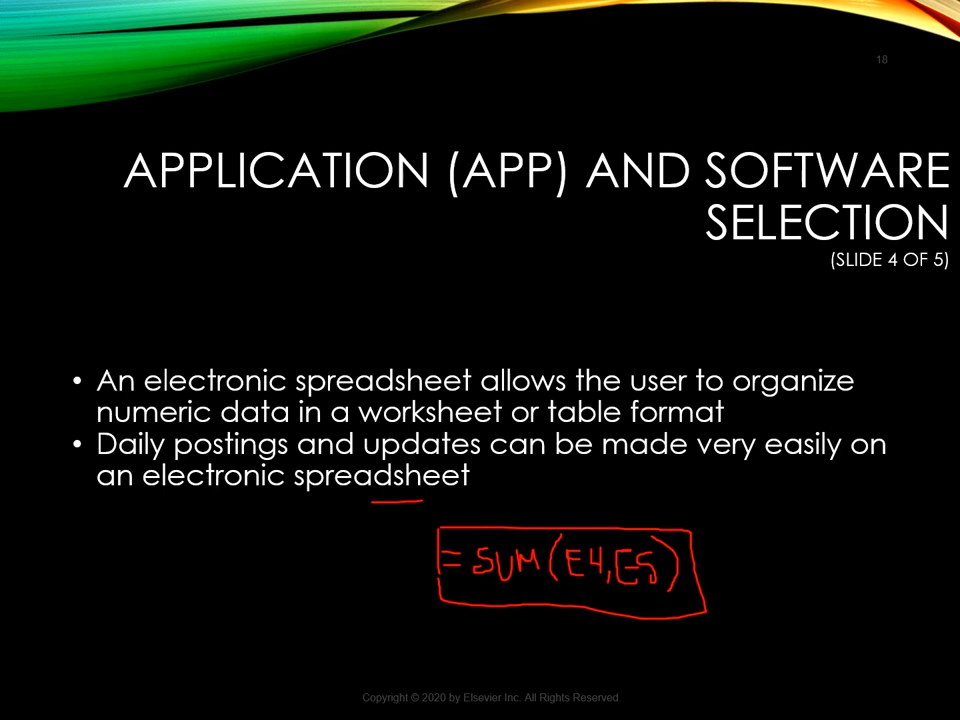 18
APPLICATION (APP) AND SOFTWARE
SELECTION
(SLIDE 4 OF 5)
• An electronic spreadsheet allows the user to organize
numeric data in a worksheet or table format
• Daily postings and updates can be made very easily on
an electronic spreadsheet
=SUM(E4,E5)
Copyright © 2020 by Elsevier Inc. All Rights Reserved.